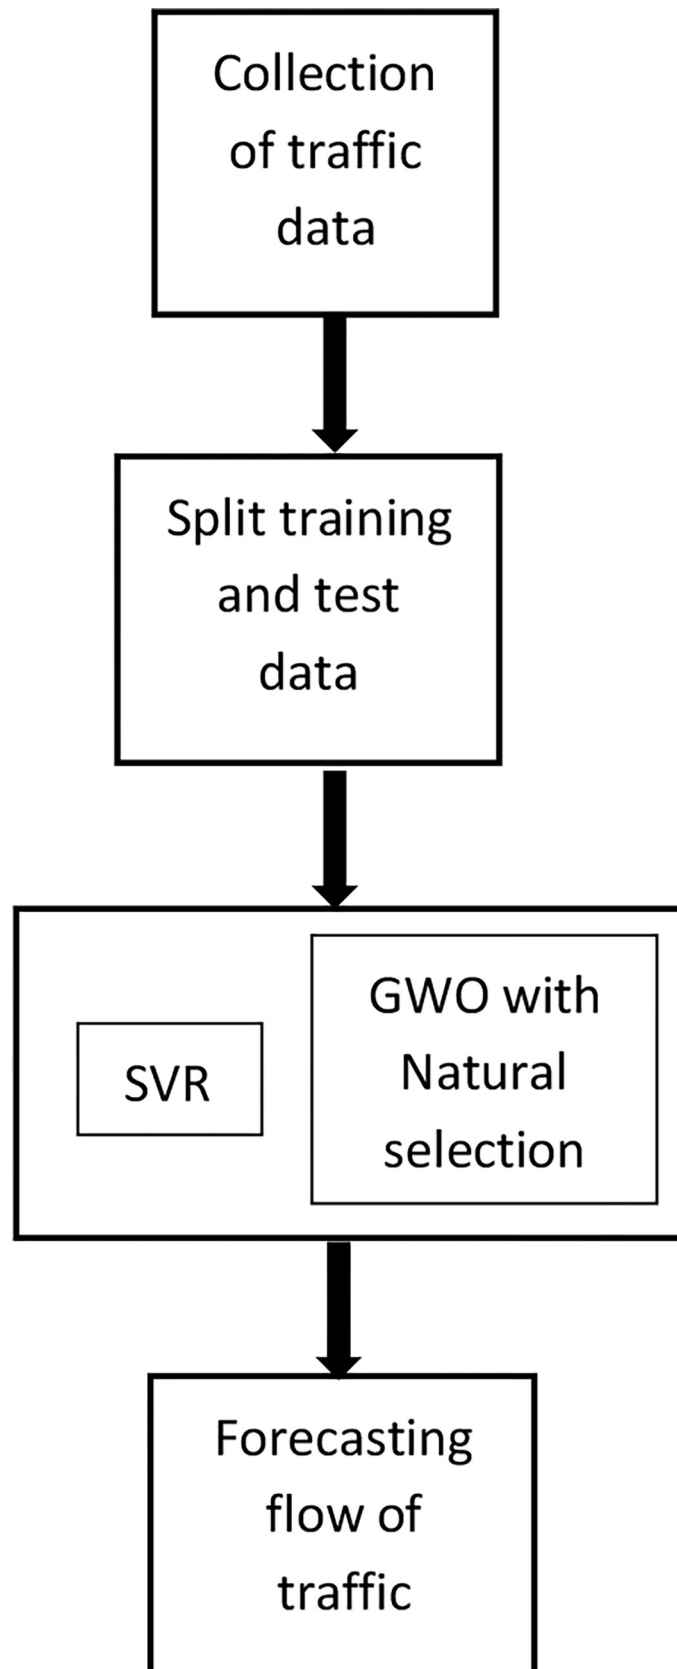 Collection
of traffic
data
Split training
and test
data
SVR
GWO with
Natural
selection
Forecasting
flow of
traffic